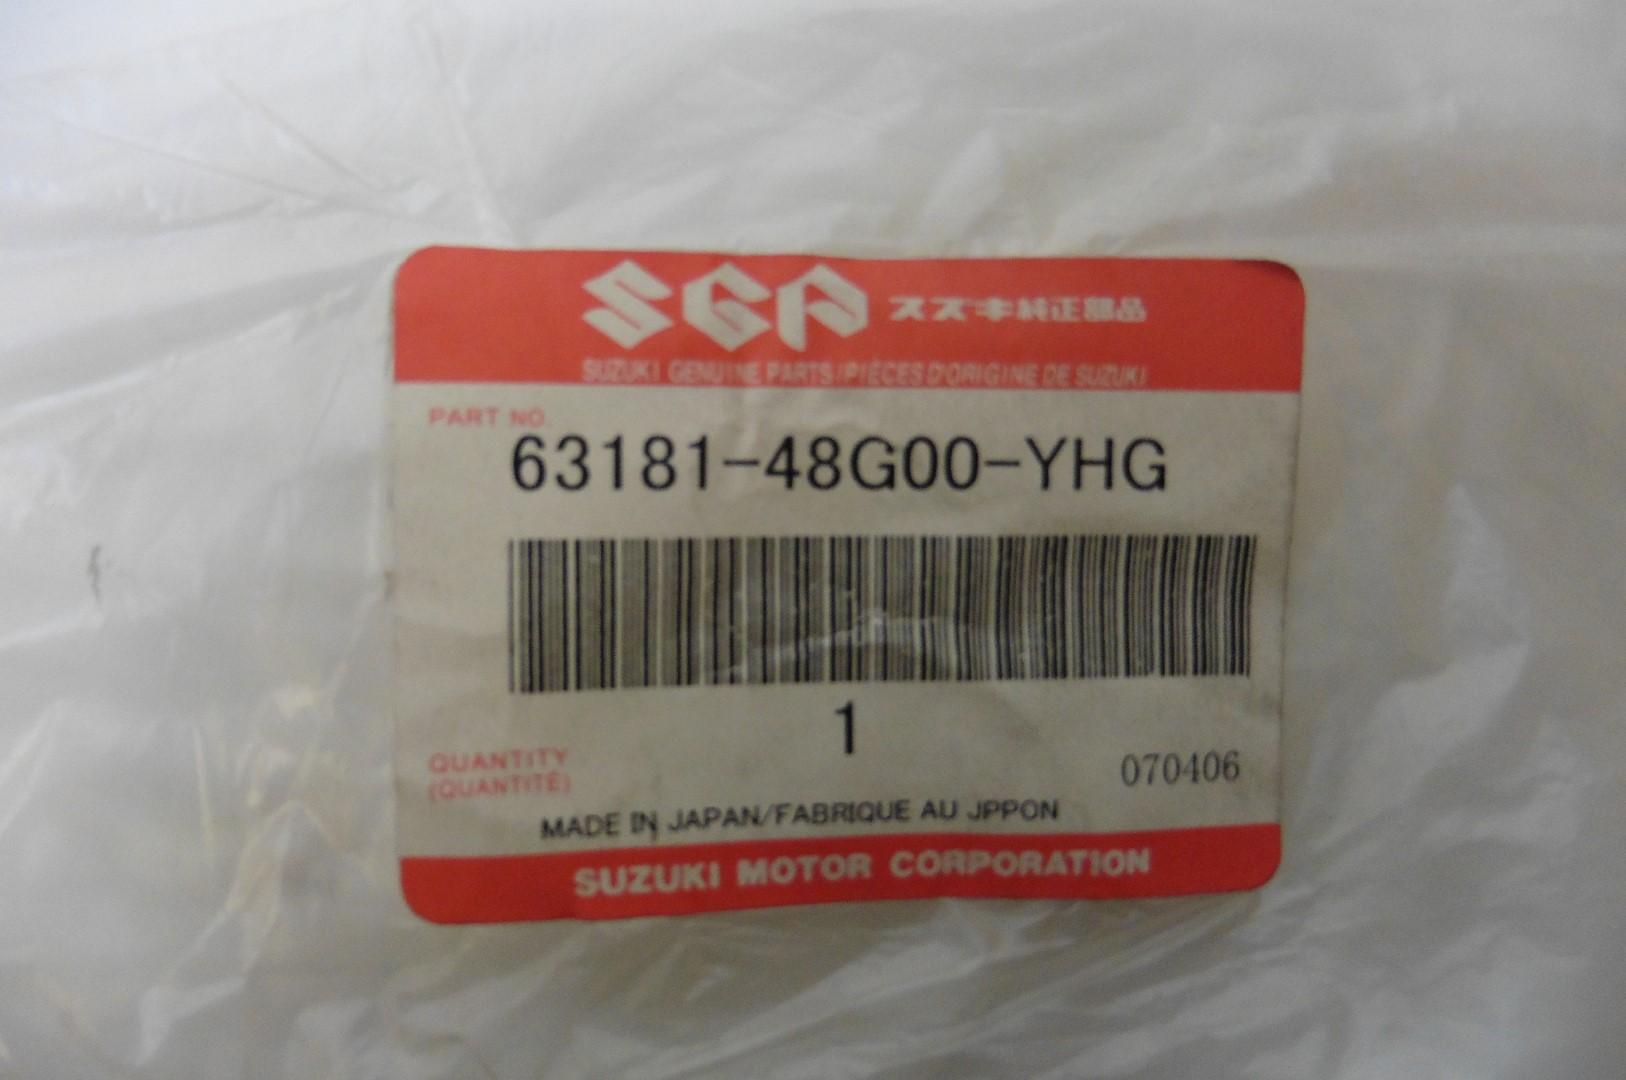 SGP スズキ純正部品
SUZUKI GENUINE PARTS/PIÈCES D'ORIGINE DE SUZUKI
PART NO.
63181-48G00-YHG
1
QUANTITY
(QUANTITÉ)
070406
MADE IN JAPAN/FABRIQUE AU JPPON
SUZUKI MOTOR CORPORATION